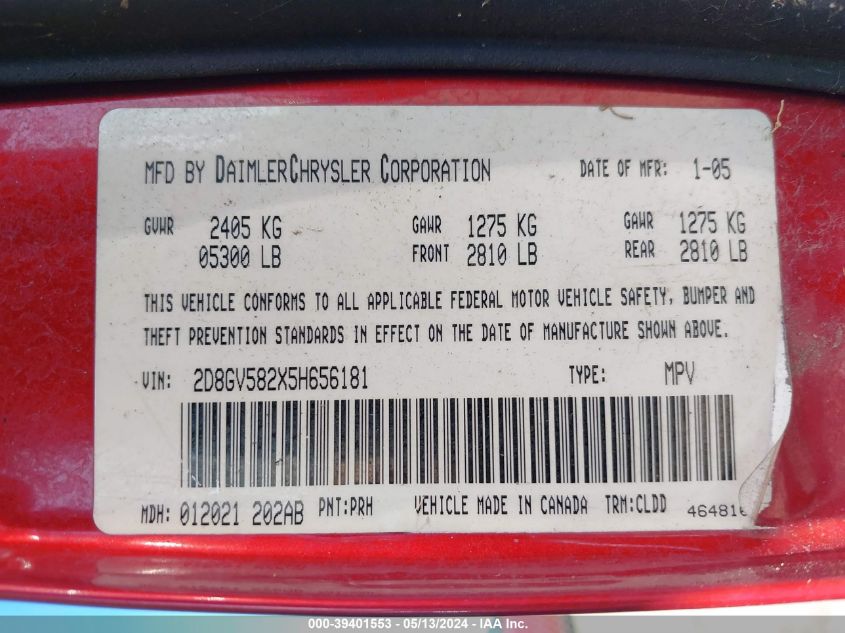 MFD BY DAIMLERCHRYSLER CORPORATION DATE OF MFR: 1-05
GVWR 2405 KG GAWR 1275 KG GAWR 1275 KG
05300 LB FRONT 2810 LB REAR 2810 LB
THIS VEHICLE CONFORMS TO ALL APPLICABLE FEDERAL MOTOR VEHICLE SAFETY, BUMPER AND
THEFT PREVENTION STANDARDS IN EFFECT ON THE DATE OF MANUFACTURE SHOWN ABOVE.
VIN: 2D8GV582X5H656181 TYPE: MPV
MDH: 012021 202AB PNT:PRH VEHICLE MADE IN CANADA TRM:CLDD
000-39401553 - 05/13/2024 - IAA Inc.